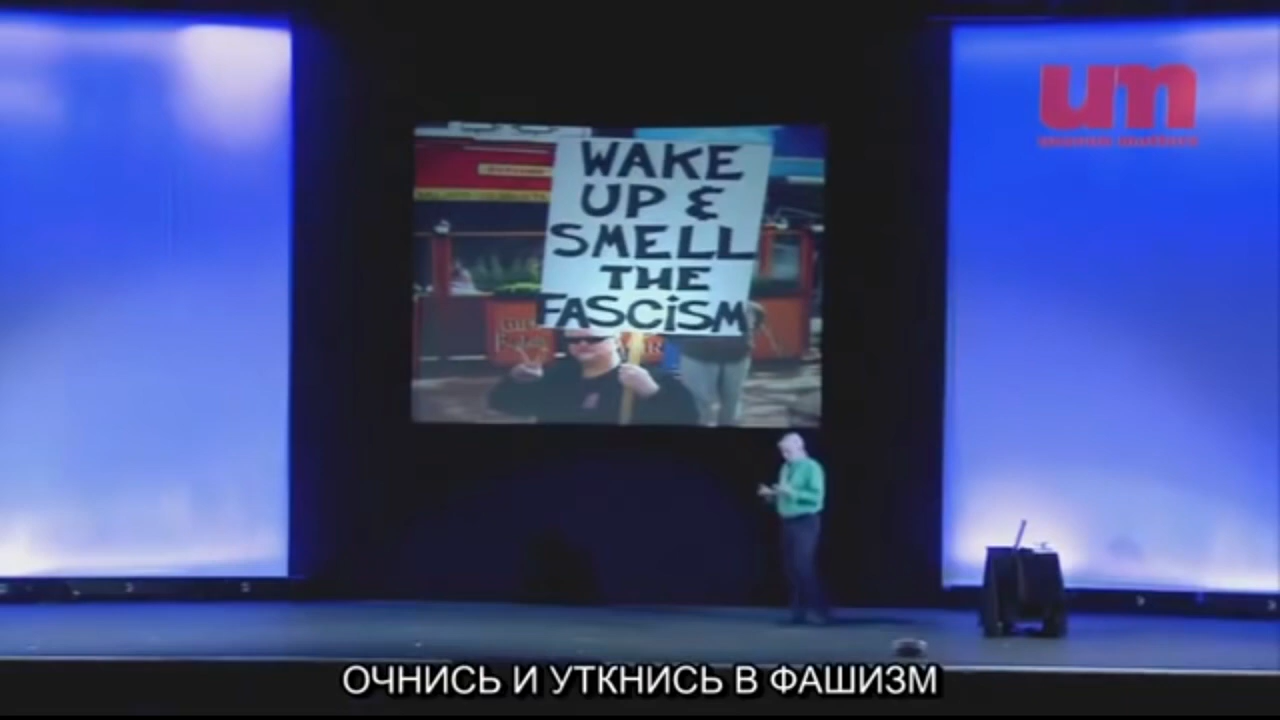 um
WAKE
UP &
SMELL
THE
FASCiSM
ОЧНИСЬ И УТКНИСЬ В ФАШИЗМ